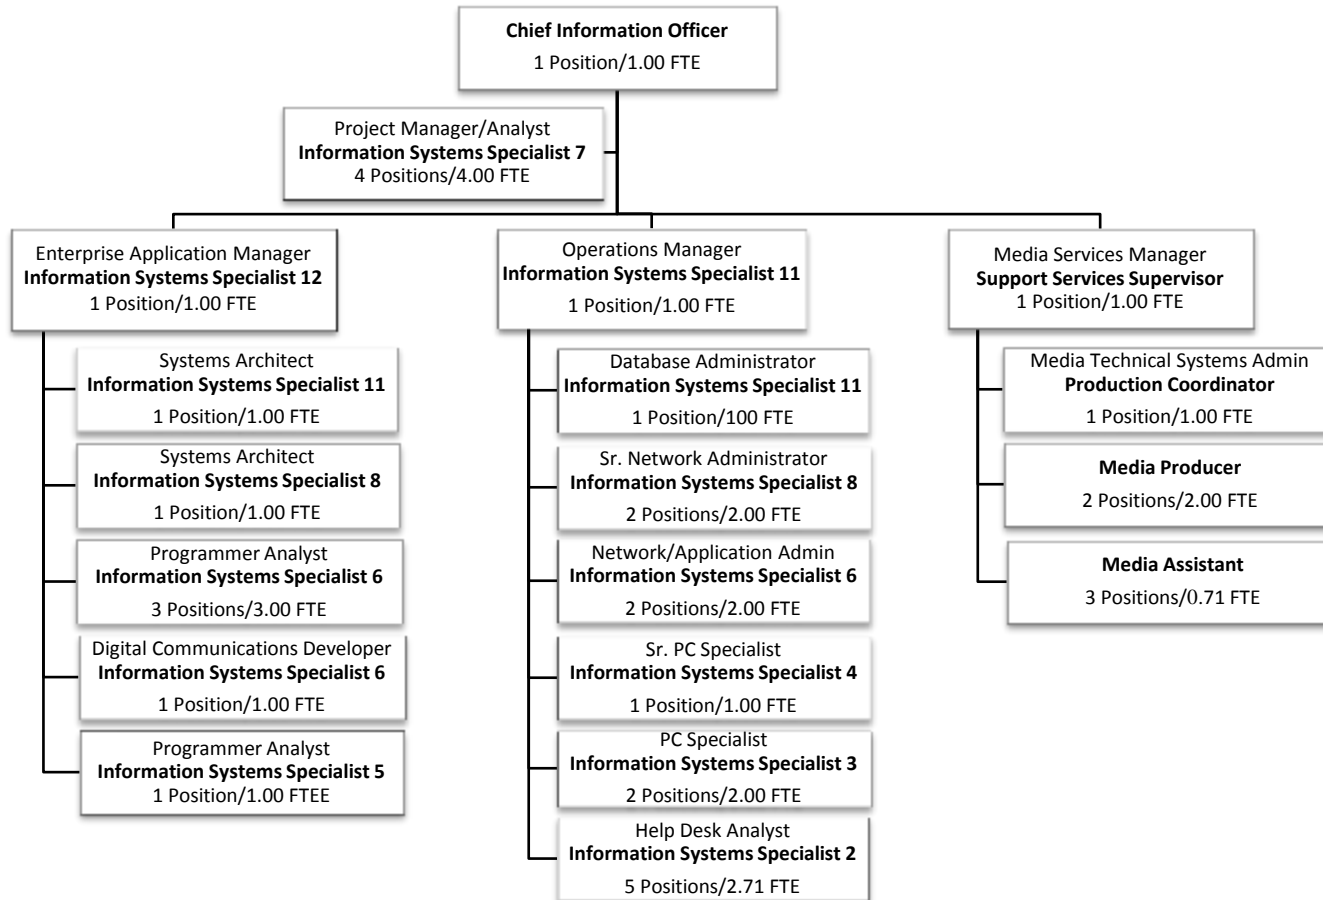 Chief Information Officer
1 Position/1.00 FTE
Project Manager/Analyst
Information Systems Specialist 7
4 Positions/4.00 FTE
Enterprise Application Manager
Information Systems Specialist 12
1 Position/1.00 FTE
Systems Architect
Information Systems Specialist 11
1 Position/1.00 FTE
Systems Architect
Information Systems Specialist 8
1 Position/1.00 FTE
Programmer Analyst
Information Systems Specialist 6
3 Positions/3.00 FTE
Digital Communications Developer
Information Systems Specialist 6
1 Position/1.00 FTE
Programmer Analyst
Information Systems Specialist 5
1 Position/1.00 FTEE
Operations Manager
Information Systems Specialist 11
1 Position/1.00 FTE
Database Administrator
Information Systems Specialist 11
1 Position/100 FTE
Sr. Network Administrator
Information Systems Specialist 8
2 Positions/2.00 FTE
Network/Application Admin
Information Systems Specialist 6
2 Positions/2.00 FTE
Sr. PC Specialist
Information Systems Specialist 4
1 Position/1.00 FTE
PC Specialist
Information Systems Specialist 3
2 Positions/2.00 FTE
Help Desk Analyst
Information Systems Specialist 2
5 Positions/2.71 FTE
Media Services Manager
Support Services Supervisor
1 Position/1.00 FTE
Media Technical Systems Admin
Production Coordinator
1 Position/1.00 FTE
Media Producer
2 Positions/2.00 FTE
Media Assistant
3 Positions/0.71 FTE